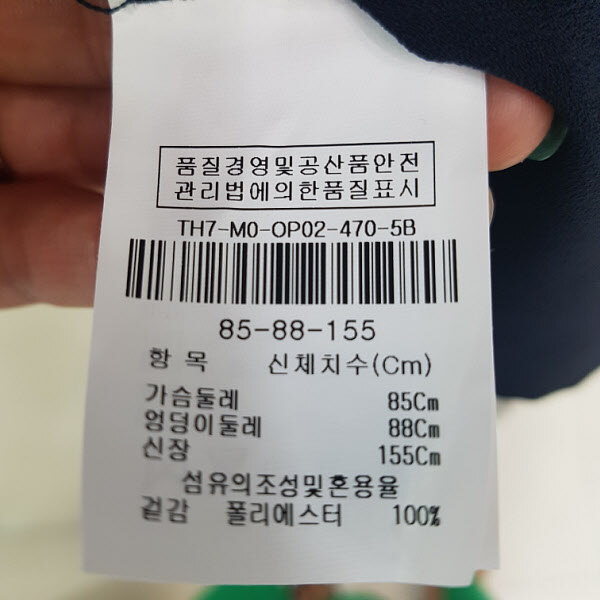 품질경영및공산품안전
관리법에의한품질표시
TH7-M0-OP02-470-5B
85-88-155
항 목 신체치수(Cm)
가슴둘레 85Cm
엉덩이둘레 88Cm
신장 155Cm
섬유의조성및혼용율
겉감 폴리에스터 100%